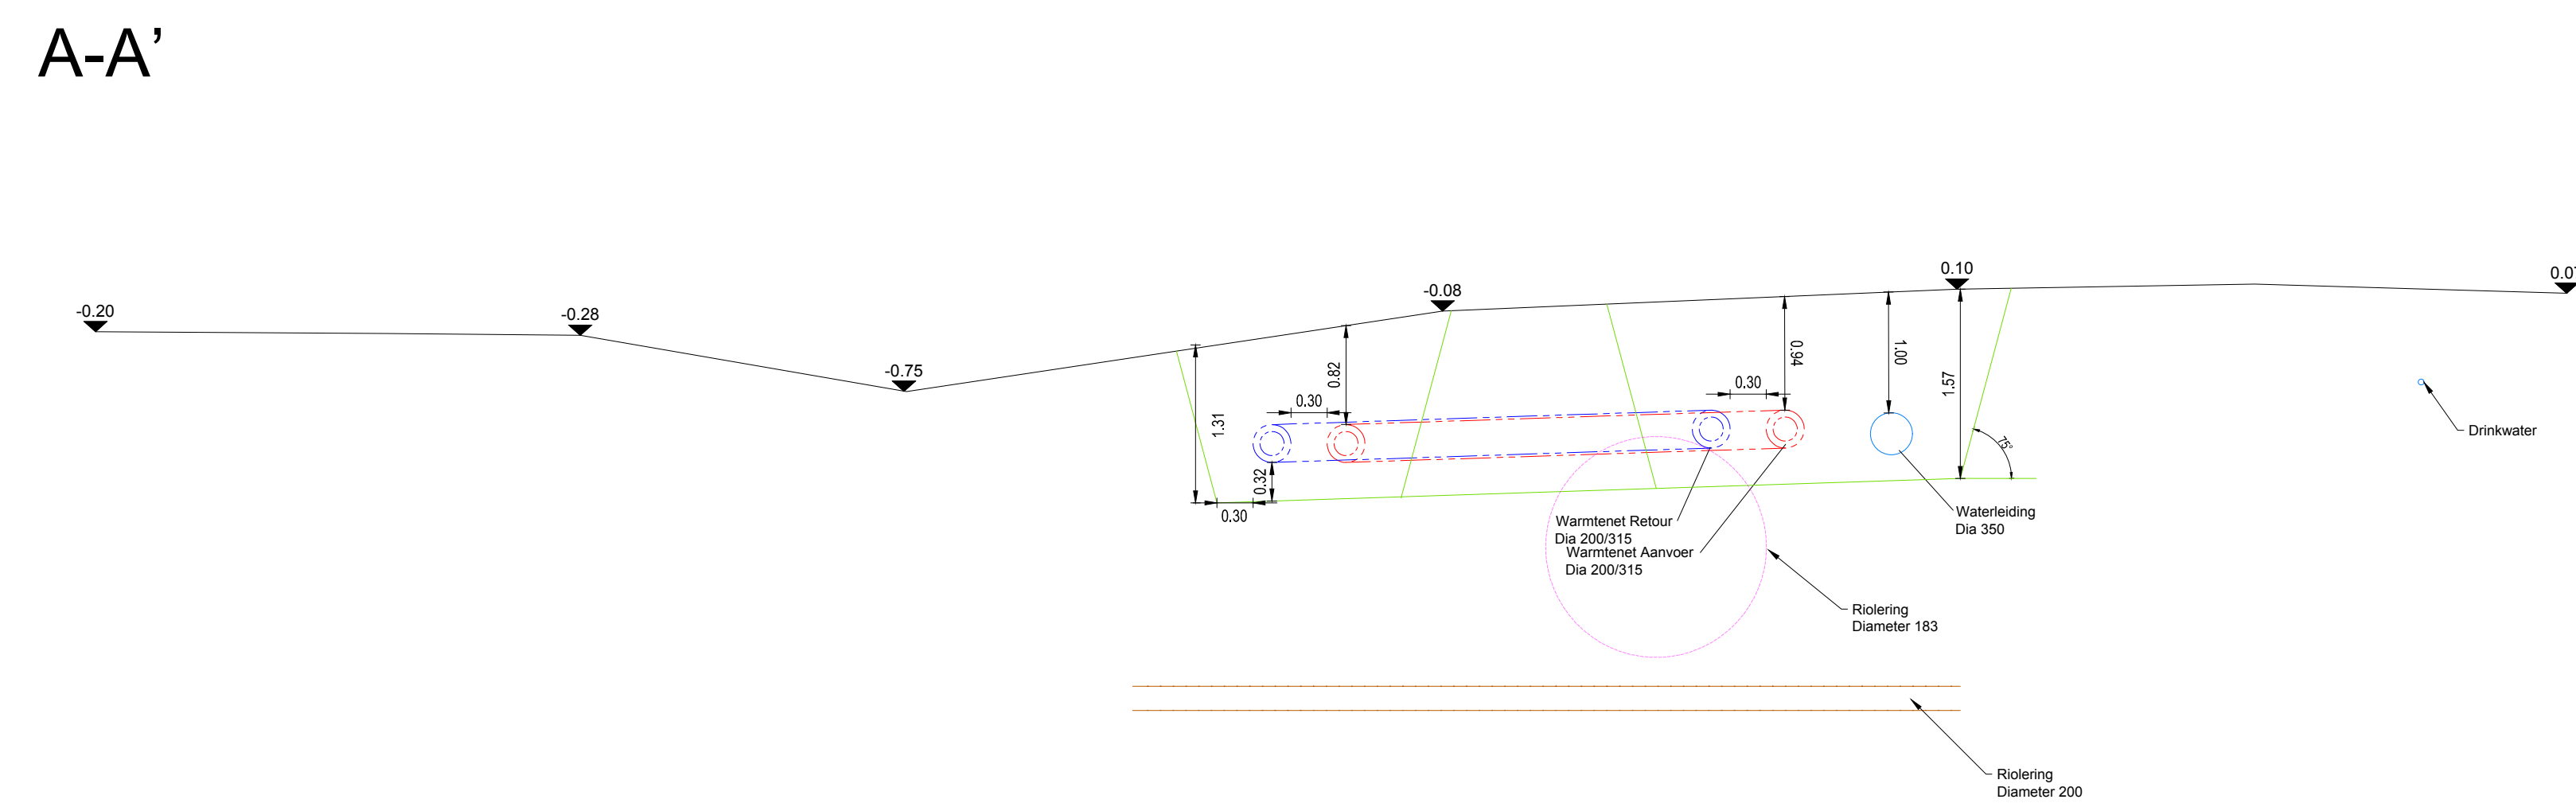 A-A’
-0.20
-0.28
-0.75
-0.08
0.10
1.31
0.30
0.82
0.32
0.30
0.30
0.94
1.00
1.57
75°
Drinkwater
Warmtenet Retour
Dia 200/315
Warmtenet Aanvoer
Dia 200/315
Waterleiding
Dia 350
Riolering
Diameter 183
Riolering
Diameter 200